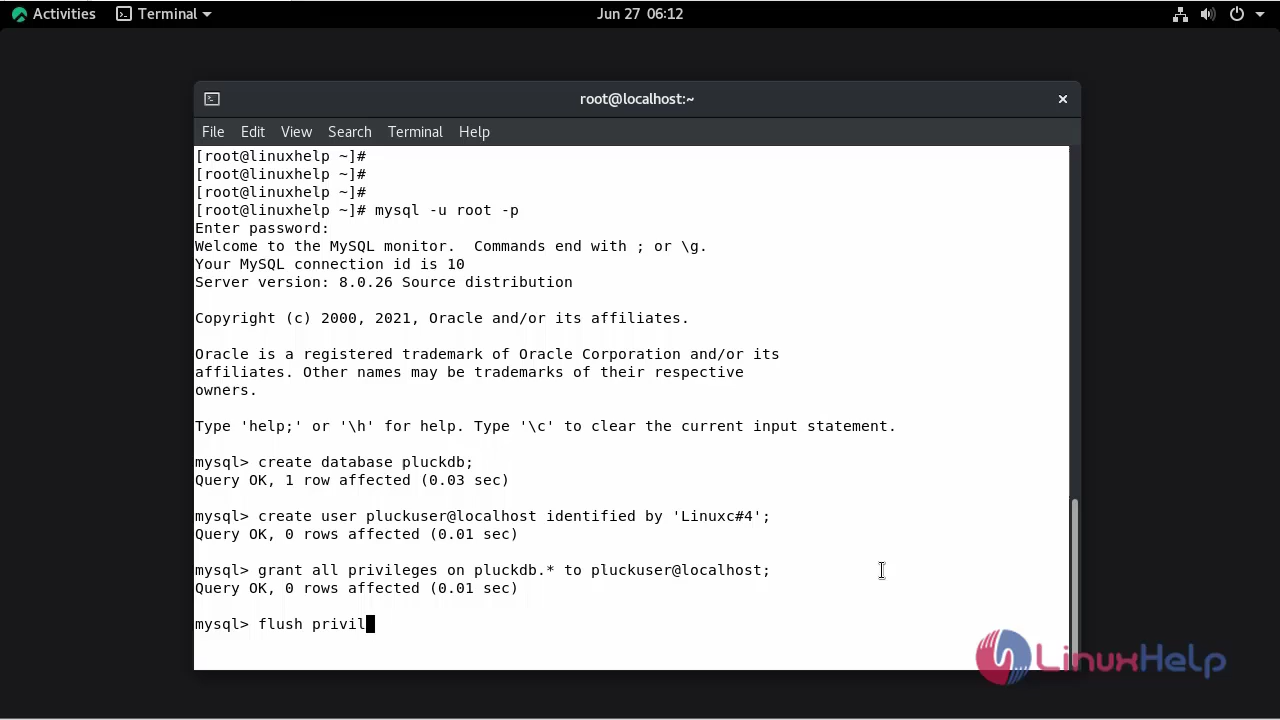 Activities Terminal Jun 27 06:12
root@localhost:~
File Edit View Search Terminal Help
[root@linuxhelp ~]#
[root@linuxhelp ~]#
[root@linuxhelp ~]#
[root@linuxhelp ~]# mysql -u root -p
Enter password:
Welcome to the MySQL monitor.  Commands end with ; or \g.
Your MySQL connection id is 10
Server version: 8.0.26 Source distribution
Copyright (c) 2000, 2021, Oracle and/or its affiliates.
Oracle is a registered trademark of Oracle Corporation and/or its
affiliates. Other names may be trademarks of their respective
owners.
Type 'help;' or '\h' for help. Type '\c' to clear the current input statement.
mysql> create database pluckdb;
Query OK, 1 row affected (0.03 sec)
mysql> create user pluckuser@localhost identified by 'Linuxc#4';
Query OK, 0 rows affected (0.01 sec)
mysql> grant all privileges on pluckdb.* to pluckuser@localhost;
Query OK, 0 rows affected (0.01 sec)
mysql> flush privil
LinuxHelp